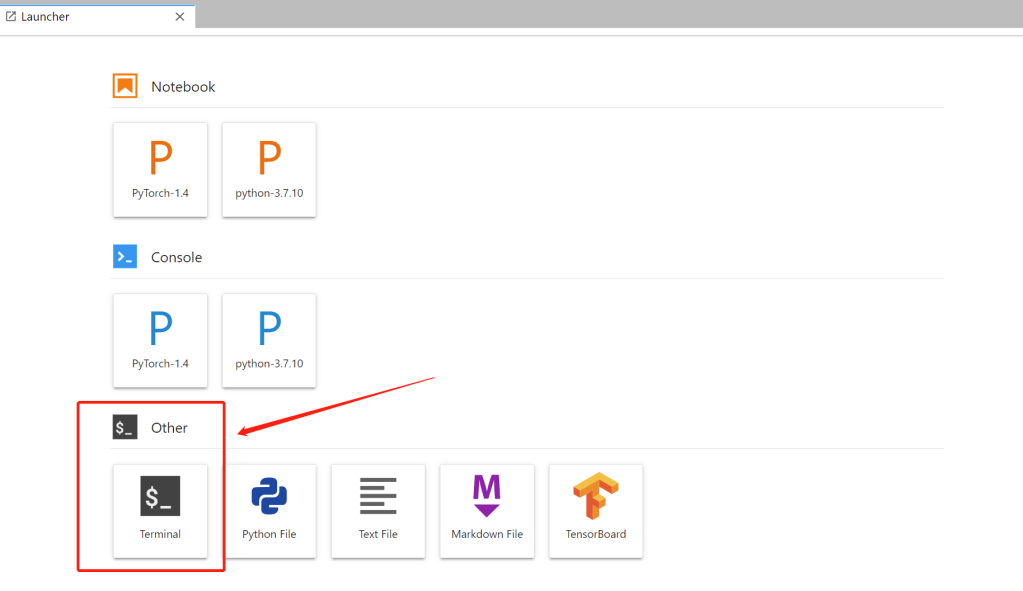 Launcher
Notebook
P P
PyTorch-1.4 python-3.7.10
Console
P P
PyTorch-1.4 python-3.7.10
$_ Other
$_ M
Terminal Python File Text File Markdown File TensorBoard